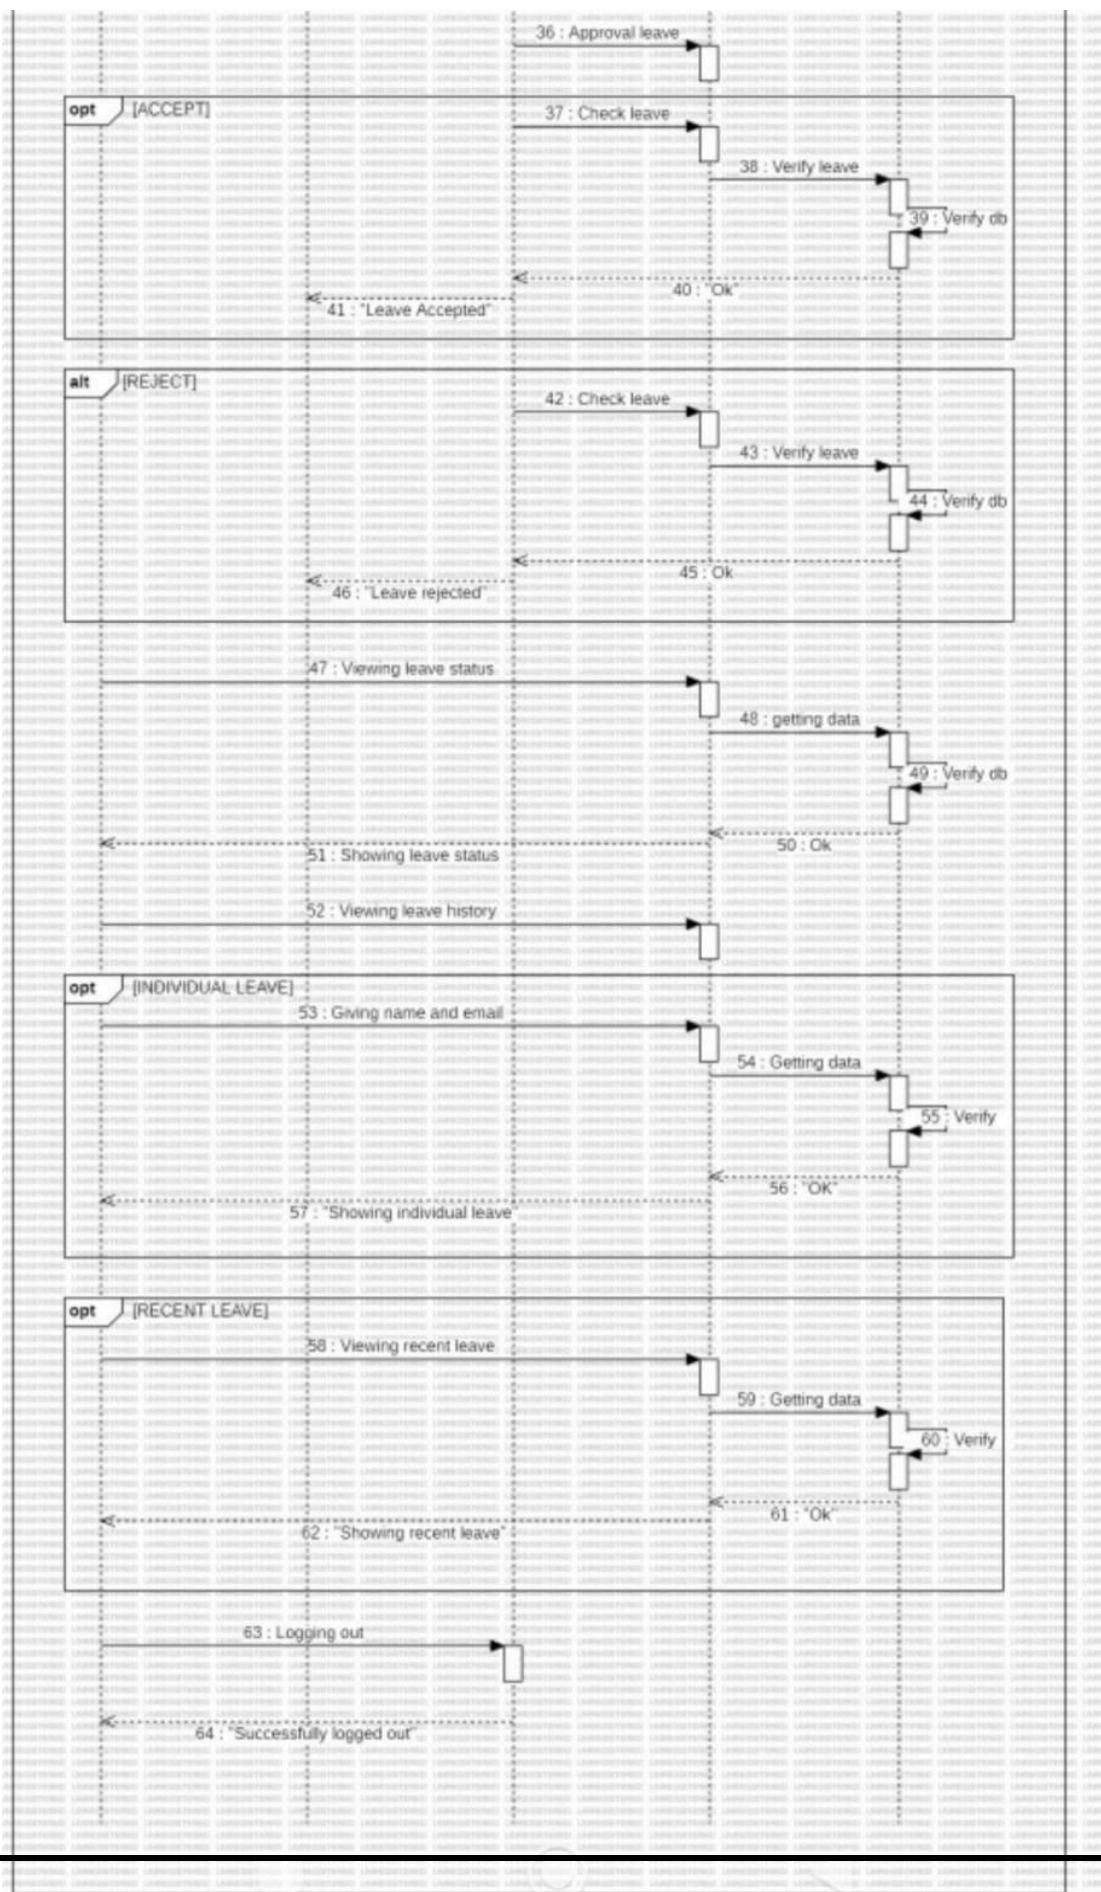 36 : Approval leave
opt [ACCEPT]
37 : Check leave
38 : Verify leave
39 : Verify db
40 : "Ok"
41 : "Leave Accepted"
alt [REJECT]
42 : Check leave
43 : Verify leave
44 : Verify db
45 : Ok
46 : "Leave rejected"
47 : Viewing leave status
48 : getting data
49 : Verify db
50 : Ok
51 : Showing leave status
52 : Viewing leave history
opt [INDIVIDUAL LEAVE]
53 : Giving name and email
54 : Getting data
55 : Verify
56 : "OK"
57 : "Showing individual leave"
opt [RECENT LEAVE]
58 : Viewing recent leave
59 : Getting data
60 : Verify
61 : "Ok"
62 : "Showing recent leave"
63 : Logging out
64 : "Successfully logged out"